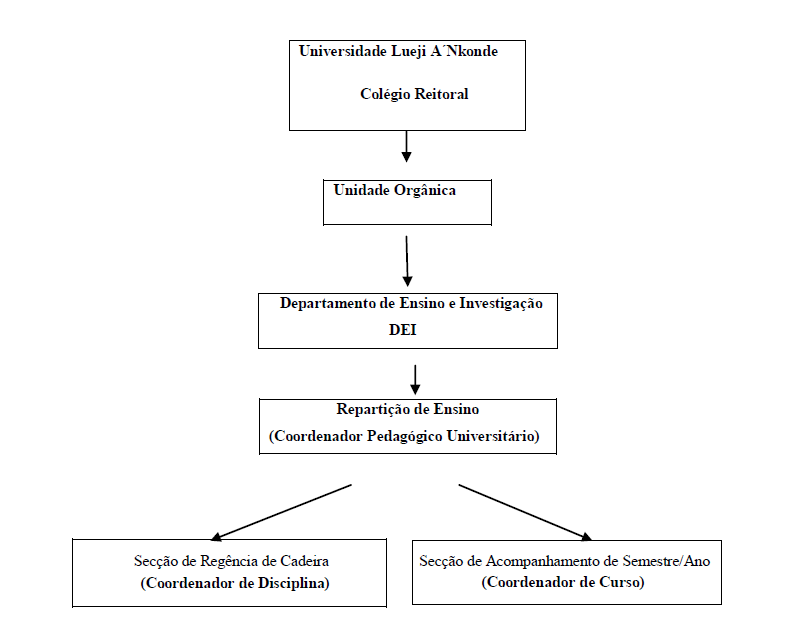 Universidade Lueji A´Nkonde
Colégio Reitoral
Unidade Orgânica
Departamento de Ensino e Investigação
DEI
Repartição de Ensino
(Coordenador Pedagógico Universitário)
Secção de Regência de Cadeira
(Coordenador de Disciplina)
Secção de Acompanhamento de Semestre/Ano
(Coordenador de Curso)